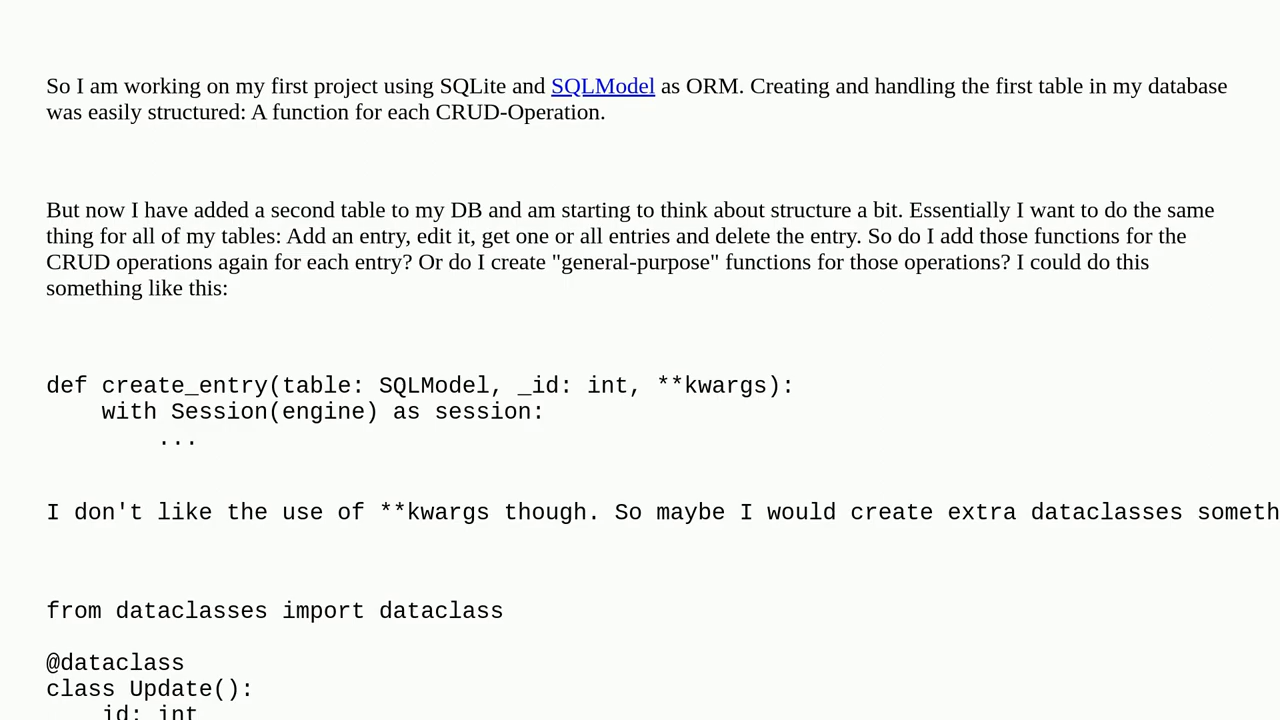 So I am working on my first project using SQLite and SQLModel as ORM. Creating and handling the first table in my database
was easily structured: A function for each CRUD-Operation.
But now I have added a second table to my DB and am starting to think about structure a bit. Essentially I want to do the same
thing for all of my tables: Add an entry, edit it, get one or all entries and delete the entry. So do I add those functions for the
CRUD operations again for each entry? Or do I create "general-purpose" functions for those operations? I could do this
something like this:
def create_entry(table: SQLModel, _id: int, **kwargs):
    with Session(engine) as session:
        ...
I don't like the use of **kwargs though. So maybe I would create extra dataclasses someth
from dataclasses import dataclass
@dataclass
class Update():
    id: int